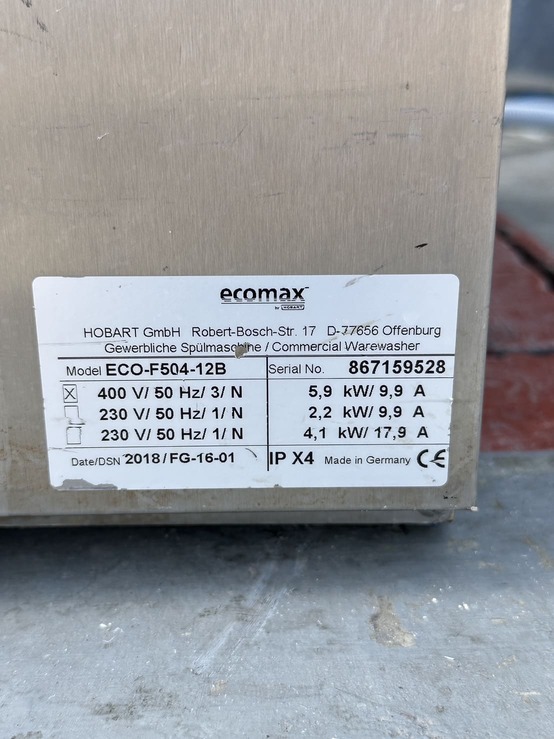 ecomax
by HOBART
HOBART GmbH Robert-Bosch-Str. 17 D-77656 Offenburg
Gewerbliche Spülmaschine / Commercial Warewasher
Model ECO-F504-12B Serial No. 867159528
400 V/ 50 Hz/ 3/ N 5,9 kW/ 9,9 A
230 V/ 50 Hz/ 1/ N 2,2 kW/ 9,9 A
230 V/ 50 Hz/ 1/ N 4,1 kW/ 17,9 A
Date/DSN 2018/FG-16-01 IP X4 Made in Germany CE